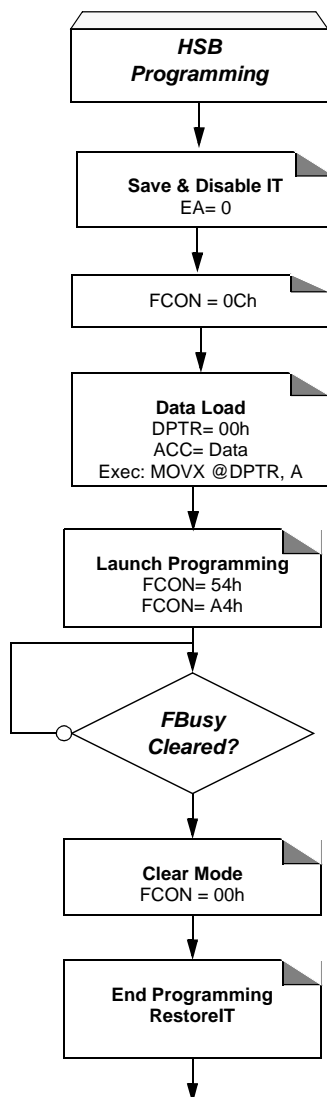 HSB
Programming
Save & Disable IT
EA= 0
FCON = 0Ch
Data Load
DPTR= 00h
ACC= Data
Exec: MOVX @DPTR, A
Launch Programming
FCON= 54h
FCON= A4h
FBusy
Cleared?
Clear Mode
FCON = 00h
End Programming
RestoreIT